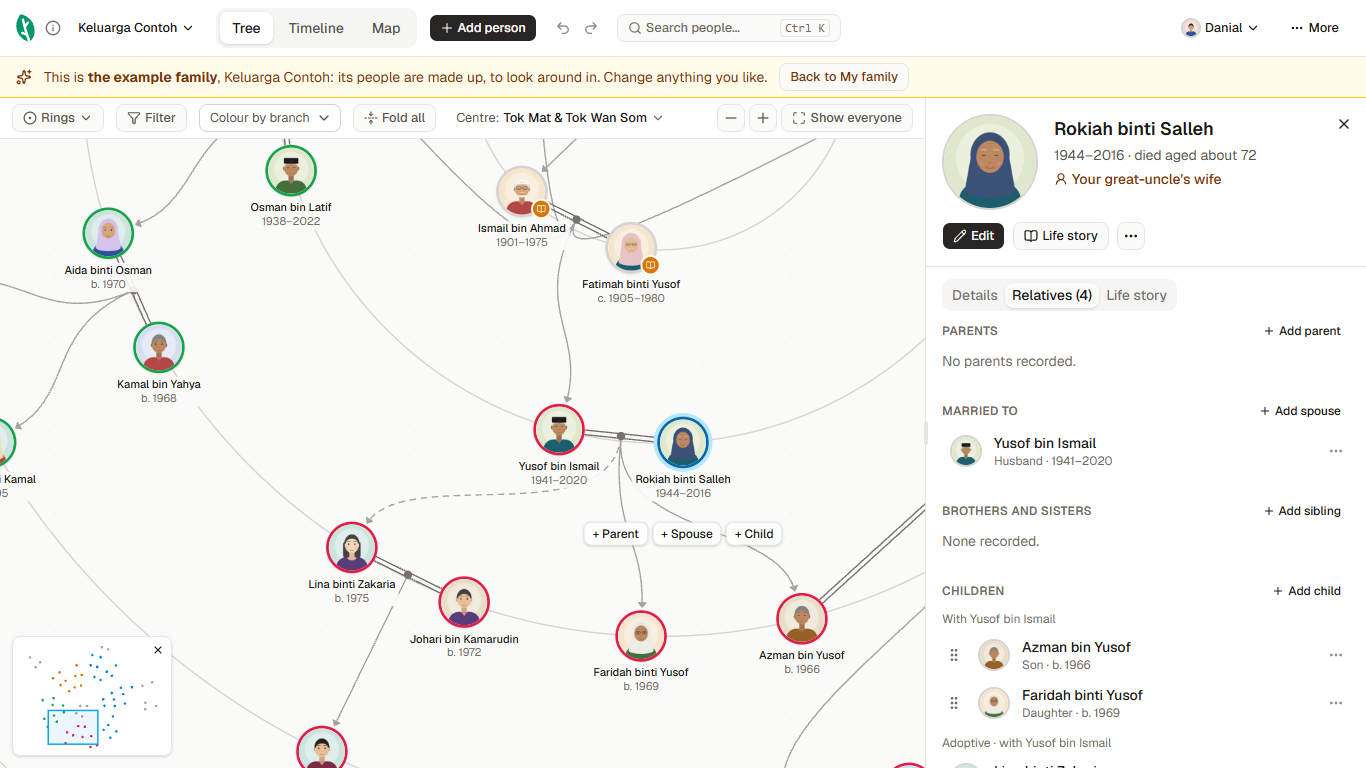 Keluarga Contoh
Tree
Timeline
Map
Add person
Search people...
Ctrl K
Danial
More
This is the example family, Keluarga Contoh: its people are made up, to look around in. Change anything you like.
Back to My family
Rings
Filter
Colour by branch
Fold all
Centre: Tok Mat & Tok Wan Som
Show everyone
Osman bin Latif
1938–2022
Aida binti Osman
b. 1970
Kamal bin Yahya
b. 1968
i Kamal
Ismail bin Ahmad
1901–1975
Fatimah binti Yusof
c. 1905–1980
Yusof bin Ismail
1941–2020
Rokiah binti Salleh
1944–2016
+ Parent
+ Spouse
+ Child
Lina binti Zakaria
b. 1975
Johari bin Kamarudin
b. 1972
Faridah binti Yusof
b. 1969
Azman bin Yusof
b. 1966
Rokiah binti Salleh
1944–2016 · died aged about 72
Your great-uncle's wife
Edit
Life story
Details
Relatives (4)
Life story
PARENTS
+ Add parent
No parents recorded.
MARRIED TO
+ Add spouse
Yusof bin Ismail
Husband · 1941–2020
BROTHERS AND SISTERS
+ Add sibling
None recorded.
CHILDREN
+ Add child
With Yusof bin Ismail
Azman bin Yusof
Son · b. 1966
Faridah binti Yusof
Daughter · b. 1969
Adoptive · with Yusof bin Ismail